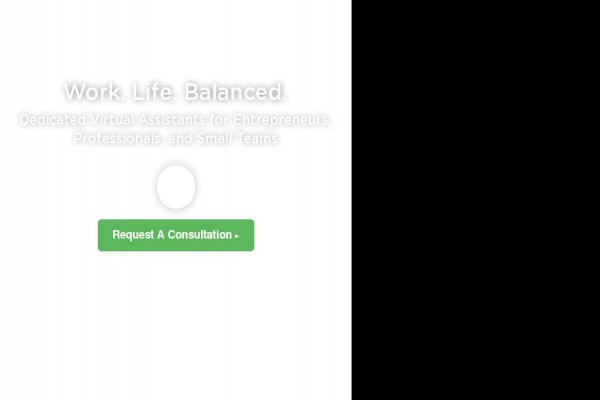 Work. Life. Balanced.
Dedicated Virtual Assistants for Entrepreneurs,
Professionals, and Small Teams
Request A Consultation ▸